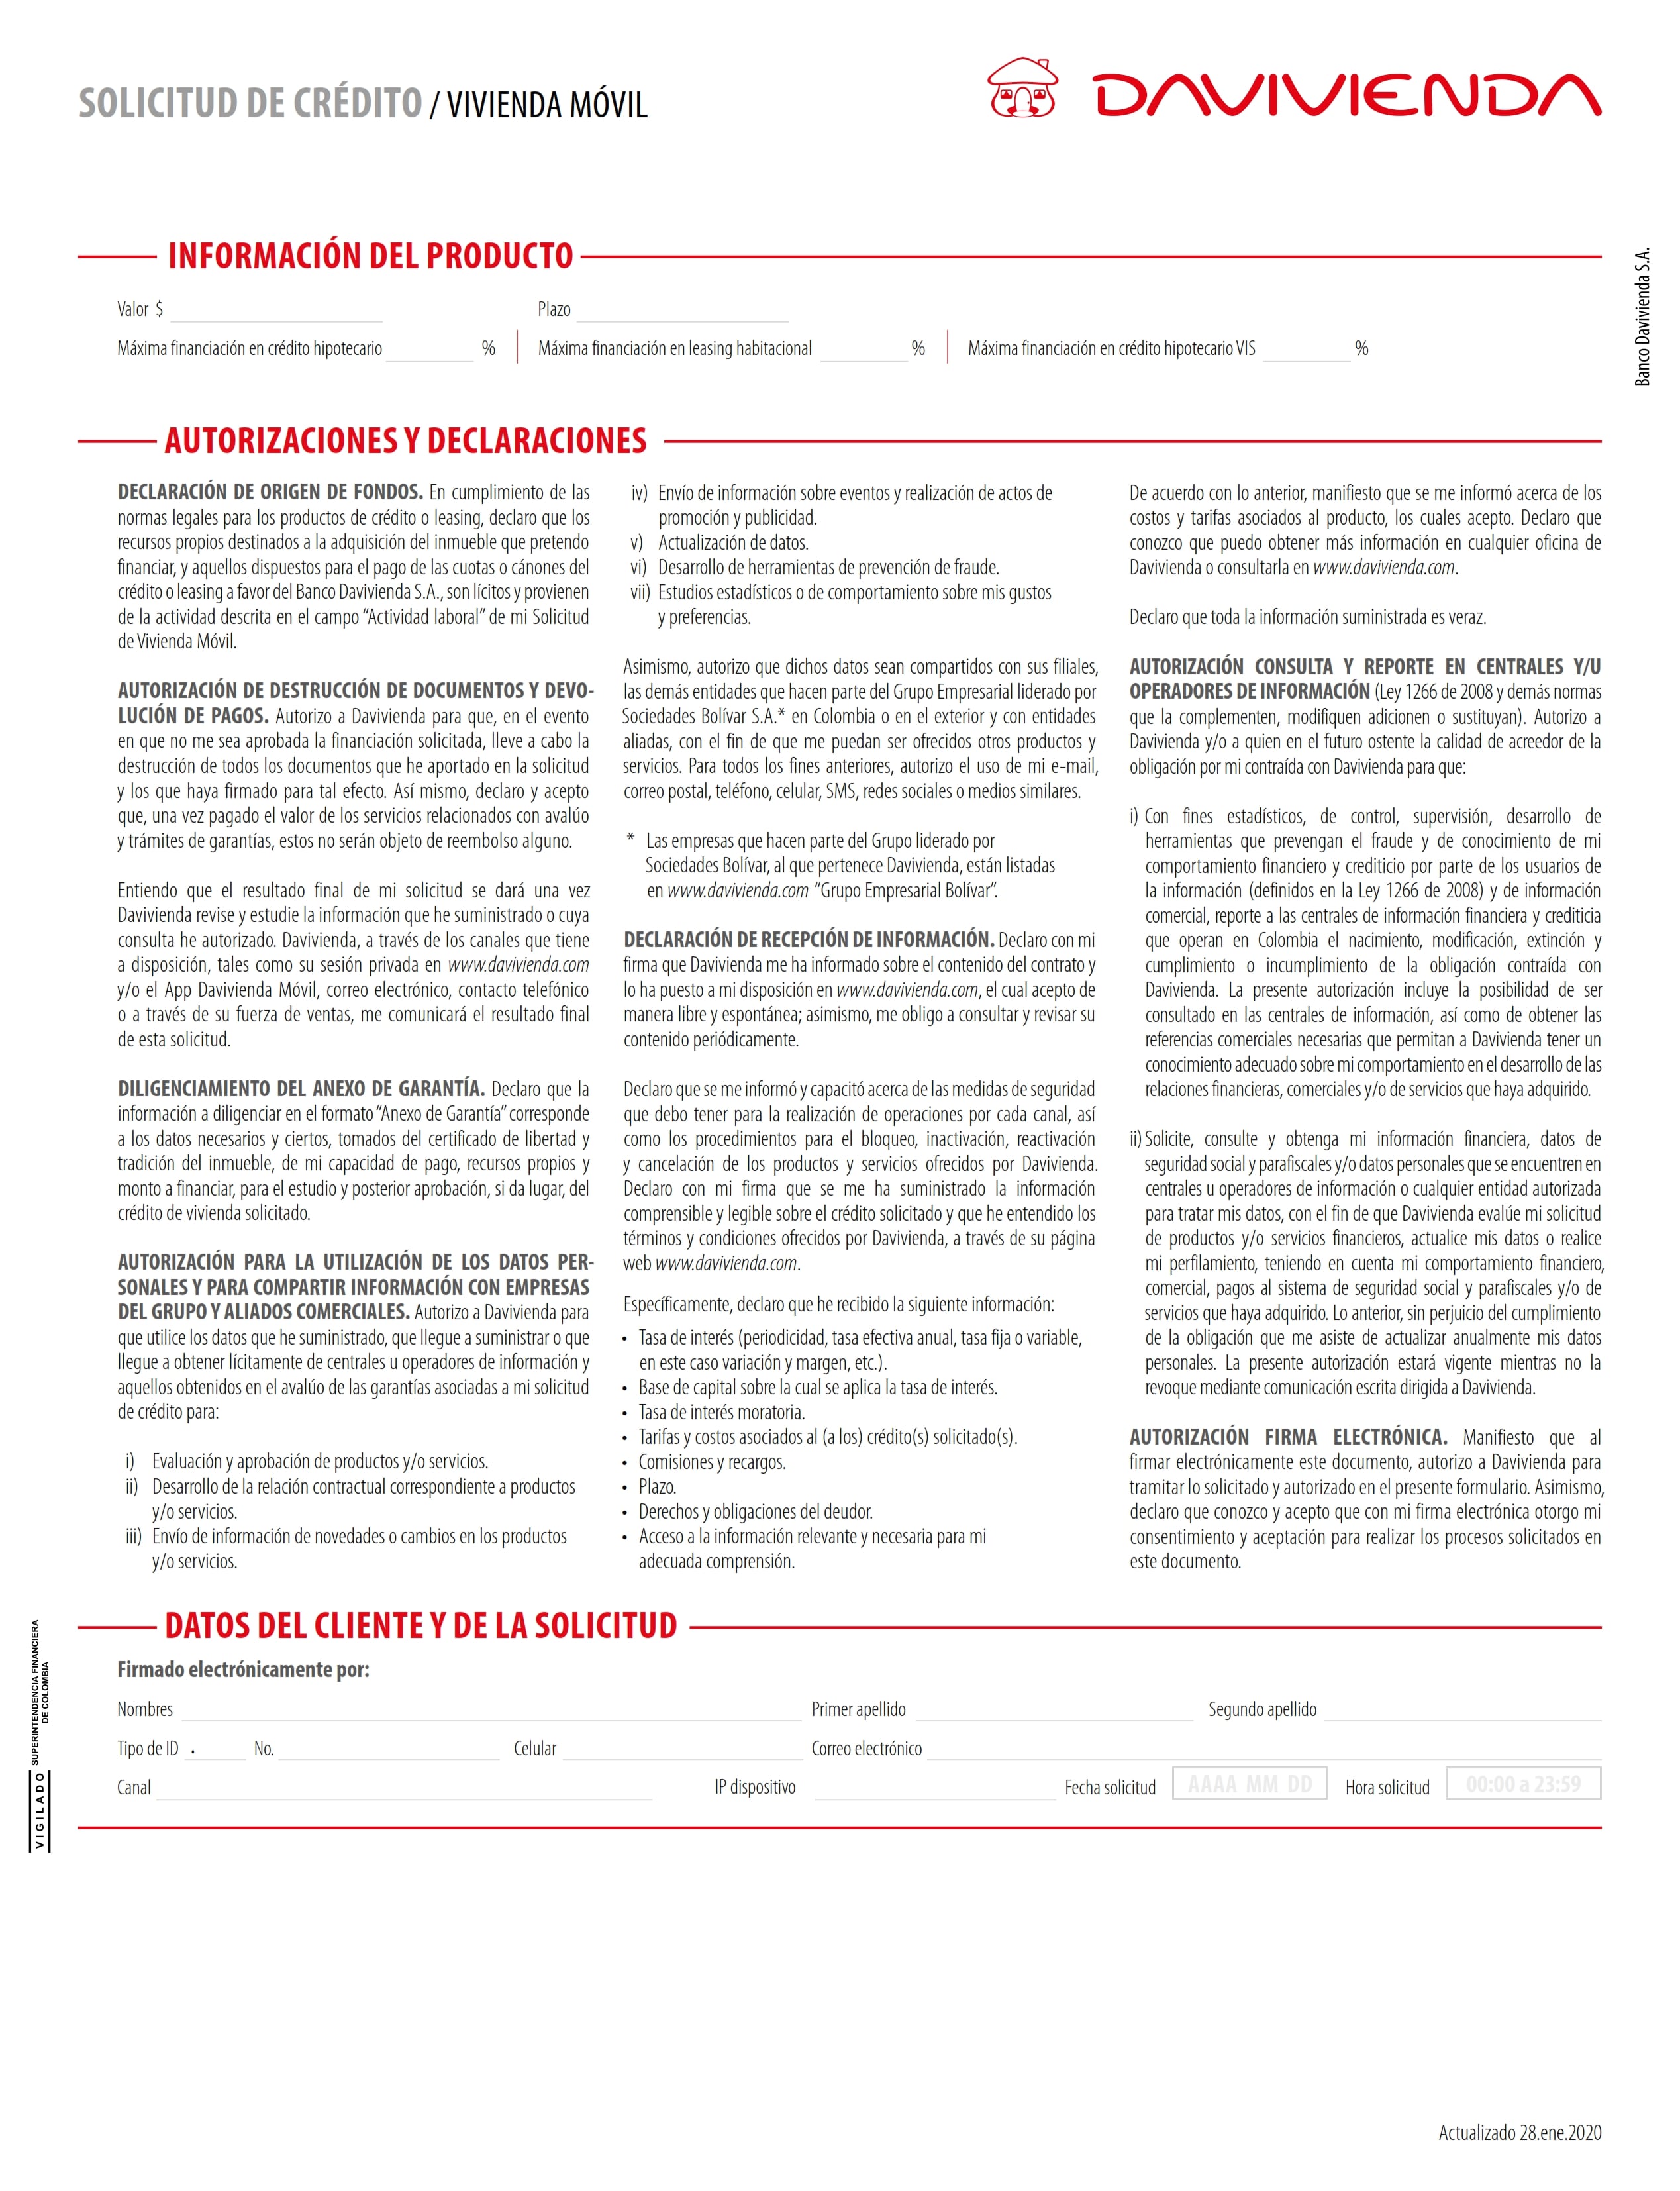 SOLICITUD DE CRÉDITO / VIVIENDA MÓVIL
DAVIVIENDA
Banco Davivienda S.A.
INFORMACIÓN DEL PRODUCTO
Valor $ Plazo
Máxima financiación en crédito hipotecario % Máxima financiación en leasing habitacional % Máxima financiación en crédito hipotecario VIS %
AUTORIZACIONES Y DECLARACIONES
DECLARACIÓN DE ORIGEN DE FONDOS. En cumplimiento de las
normas legales para los productos de crédito o leasing, declaro que los
recursos propios destinados a la adquisición del inmueble que pretendo
financiar, y aquellos dispuestos para el pago de las cuotas o cánones del
crédito o leasing a favor del Banco Davivienda S.A., son lícitos y provienen
de la actividad descrita en el campo “Actividad laboral” de mi Solicitud
de Vivienda Móvil.
AUTORIZACIÓN DE DESTRUCCIÓN DE DOCUMENTOS Y DEVO-
LUCIÓN DE PAGOS. Autorizo a Davivienda para que, en el evento
en que no me sea aprobada la financiación solicitada, lleve a cabo la
destrucción de todos los documentos que he aportado en la solicitud
y los que haya firmado para tal efecto. Así mismo, declaro y acepto
que, una vez pagado el valor de los servicios relacionados con avalúo
y trámites de garantías, estos no serán objeto de reembolso alguno.
Entiendo que el resultado final de mi solicitud se dará una vez
Davivienda revise y estudie la información que he suministrado o cuya
consulta he autorizado. Davivienda, a través de los canales que tiene
a disposición, tales como su sesión privada en www.davivienda.com
y/o el App Davivienda Móvil, correo electrónico, contacto telefónico
o a través de su fuerza de ventas, me comunicará el resultado final
de esta solicitud.
DILIGENCIAMIENTO DEL ANEXO DE GARANTÍA. Declaro que la
información a diligenciar en el formato “Anexo de Garantía” corresponde
a los datos necesarios y ciertos, tomados del certificado de libertad y
tradición del inmueble, de mi capacidad de pago, recursos propios y
monto a financiar, para el estudio y posterior aprobación, si da lugar, del
crédito de vivienda solicitado.
AUTORIZACIÓN PARA LA UTILIZACIÓN DE LOS DATOS PER-
SONALES Y PARA COMPARTIR INFORMACIÓN CON EMPRESAS
DEL GRUPO Y ALIADOS COMERCIALES. Autorizo a Davivienda para
que utilice los datos que he suministrado, que llegue a suministrar o que
llegue a obtener lícitamente de centrales u operadores de información y
aquellos obtenidos en el avalúo de las garantías asociadas a mi solicitud
de crédito para:
i) Evaluación y aprobación de productos y/o servicios.
ii) Desarrollo de la relación contractual correspondiente a productos
y/o servicios.
iii) Envío de información de novedades o cambios en los productos
y/o servicios.
iv) Envío de información sobre eventos y realización de actos de
promoción y publicidad.
v) Actualización de datos.
vi) Desarrollo de herramientas de prevención de fraude.
vii) Estudios estadísticos o de comportamiento sobre mis gustos
y preferencias.
Asimismo, autorizo que dichos datos sean compartidos con sus filiales,
las demás entidades que hacen parte del Grupo Empresarial liderado por
Sociedades Bolívar S.A.* en Colombia o en el exterior y con entidades
aliadas, con el fin de que me puedan ser ofrecidos otros productos y
servicios. Para todos los fines anteriores, autorizo el uso de mi e-mail,
correo postal, teléfono, celular, SMS, redes sociales o medios similares.
* Las empresas que hacen parte del Grupo liderado por
Sociedades Bolívar, al que pertenece Davivienda, están listadas
en www.davivienda.com “Grupo Empresarial Bolívar”.
DECLARACIÓN DE RECEPCIÓN DE INFORMACIÓN. Declaro con mi
firma que Davivienda me ha informado sobre el contenido del contrato y
lo ha puesto a mi disposición en www.davivienda.com, el cual acepto de
manera libre y espontánea; asimismo, me obligo a consultar y revisar su
contenido periódicamente.
Declaro que se me informó y capacitó acerca de las medidas de seguridad
que debo tener para la realización de operaciones por cada canal, así
como los procedimientos para el bloqueo, inactivación, reactivación
y cancelación de los productos y servicios ofrecidos por Davivienda.
Declaro con mi firma que se me ha suministrado la información
comprensible y legible sobre el crédito solicitado y que he entendido los
términos y condiciones ofrecidos por Davivienda, a través de su página
web www.davivienda.com.
Específicamente, declaro que he recibido la siguiente información:
• Tasa de interés (periodicidad, tasa efectiva anual, tasa fija o variable,
en este caso variación y margen, etc.).
• Base de capital sobre la cual se aplica la tasa de interés.
• Tasa de interés moratoria.
• Tarifas y costos asociados al (a los) crédito(s) solicitado(s).
• Comisiones y recargos.
• Plazo.
• Derechos y obligaciones del deudor.
• Acceso a la información relevante y necesaria para mi
adecuada comprensión.
De acuerdo con lo anterior, manifiesto que se me informó acerca de los
costos y tarifas asociados al producto, los cuales acepto. Declaro que
conozco que puedo obtener más información en cualquier oficina de
Davivienda o consultarla en www.davivienda.com.
Declaro que toda la información suministrada es veraz.
AUTORIZACIÓN CONSULTA Y REPORTE EN CENTRALES Y/U
OPERADORES DE INFORMACIÓN (Ley 1266 de 2008 y demás normas
que la complementen, modifiquen adicionen o sustituyan). Autorizo a
Davivienda y/o a quien en el futuro ostente la calidad de acreedor de la
obligación por mi contraída con Davivienda para que:
i) Con fines estadísticos, de control, supervisión, desarrollo de
herramientas que prevengan el fraude y de conocimiento de mi
comportamiento financiero y crediticio por parte de los usuarios de
la información (definidos en la Ley 1266 de 2008) y de información
comercial, reporte a las centrales de información financiera y crediticia
que operan en Colombia el nacimiento, modificación, extinción y
cumplimiento o incumplimiento de la obligación contraída con
Davivienda. La presente autorización incluye la posibilidad de ser
consultado en las centrales de información, así como de obtener las
referencias comerciales necesarias que permitan a Davivienda tener un
conocimiento adecuado sobre mi comportamiento en el desarrollo de las
relaciones financieras, comerciales y/o de servicios que haya adquirido.
ii) Solicite, consulte y obtenga mi información financiera, datos de
seguridad social y parafiscales y/o datos personales que se encuentren en
centrales u operadores de información o cualquier entidad autorizada
para tratar mis datos, con el fin de que Davivienda evalúe mi solicitud
de productos y/o servicios financieros, actualice mis datos o realice
mi perfilamiento, teniendo en cuenta mi comportamiento financiero,
comercial, pagos al sistema de seguridad social y parafiscales y/o de
servicios que haya adquirido. Lo anterior, sin perjuicio del cumplimiento
de la obligación que me asiste de actualizar anualmente mis datos
personales. La presente autorización estará vigente mientras no la
revoque mediante comunicación escrita dirigida a Davivienda.
AUTORIZACIÓN FIRMA ELECTRÓNICA. Manifiesto que al
firmar electrónicamente este documento, autorizo a Davivienda para
tramitar lo solicitado y autorizado en el presente formulario. Asimismo,
declaro que conozco y acepto que con mi firma electrónica otorgo mi
consentimiento y aceptación para realizar los procesos solicitados en
este documento.
DATOS DEL CLIENTE Y DE LA SOLICITUD
Firmado electrónicamente por:
Nombres Primer apellido Segundo apellido
Tipo de ID . No. Celular Correo electrónico
Canal IP dispositivo Fecha solicitud AAAA MM DD Hora solicitud 00:00 a 23:59
VIGILADO SUPERINTENDENCIA FINANCIERA
DE COLOMBIA
Actualizado 28.ene.2020